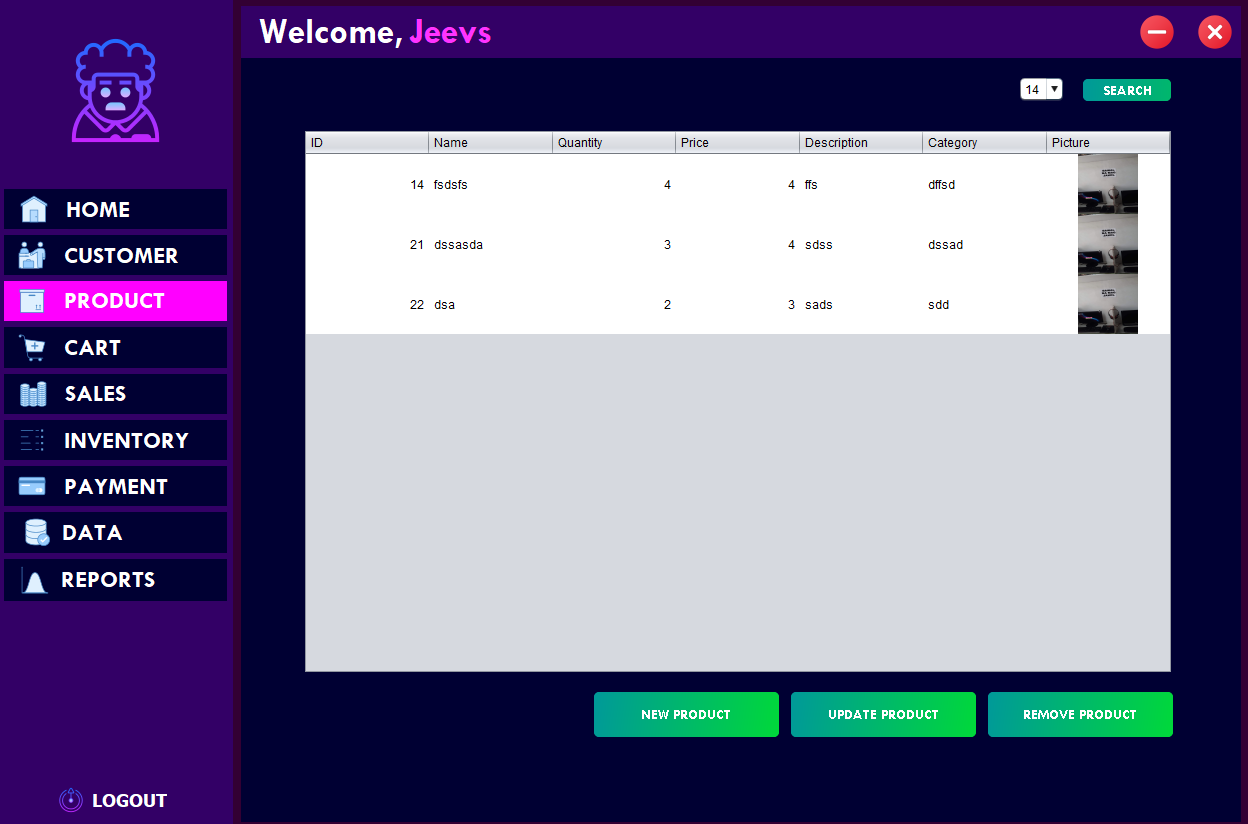 Welcome, Jeevs
14 SEARCH
ID Name Quantity Price Description Category Picture
14 fsdsfs 4 4 ffs dffsd
21 dssasda 3 4 sdss dssad
22 dsa 2 3 sads sdd
HOME
CUSTOMER
PRODUCT
CART
SALES
INVENTORY
PAYMENT
DATA
REPORTS
NEW PRODUCT UPDATE PRODUCT REMOVE PRODUCT
LOGOUT